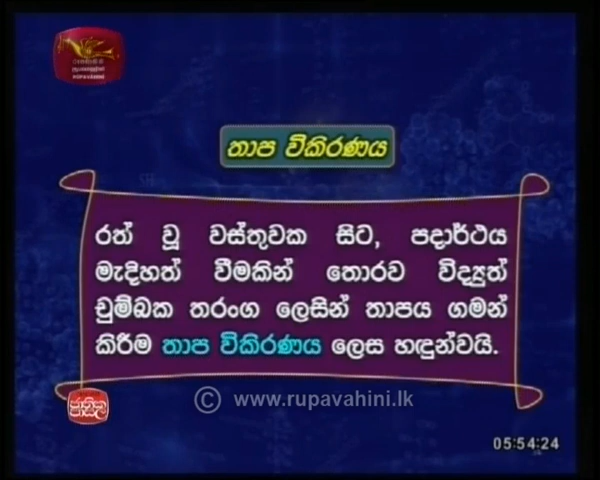 තාප විකිරණය
රත් වූ වස්තුවක සිට, පදාර්ථය
මැදිහත් වීමකින් තොරව විද්‍යුත්
චුම්බක තරංග ලෙසින් තාපය ගමන්
කිරීම තාප විකිරණය ලෙස හඳුන්වයි.
ජාතික
පාසල
© www.rupavahini.lk
05:54:24